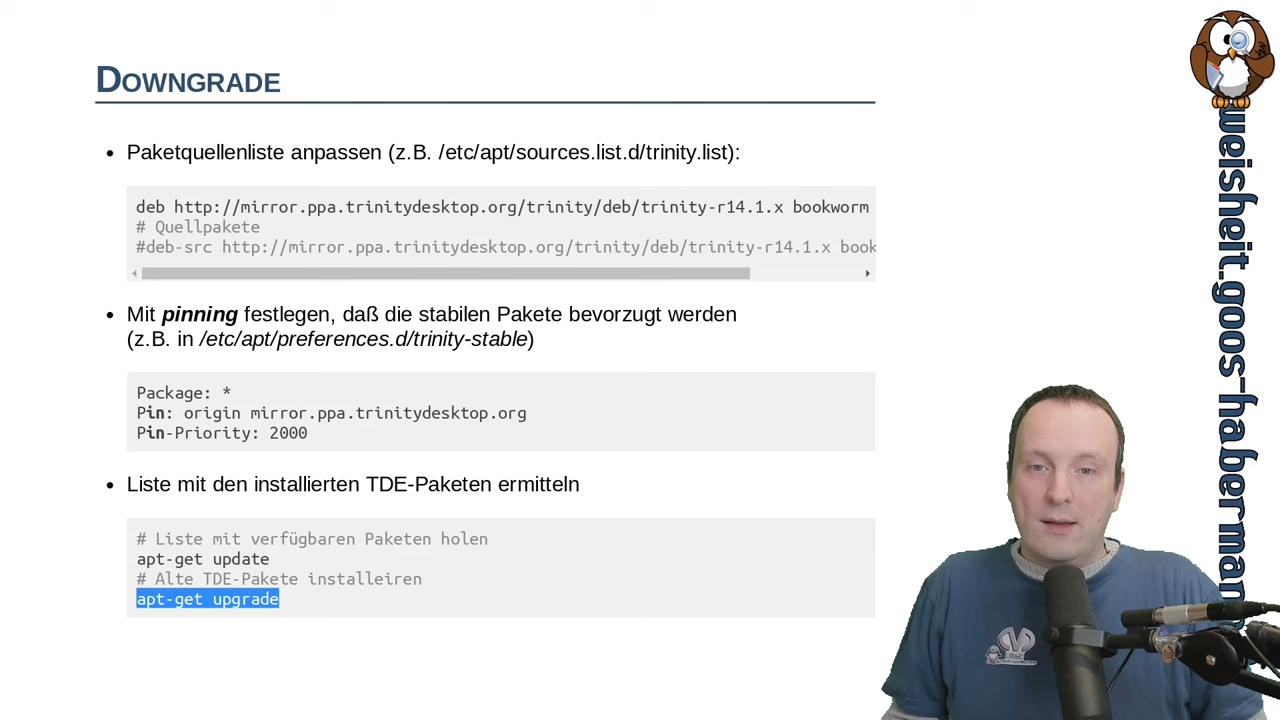 Downgrade
• Paketquellenliste anpassen (z.B. /etc/apt/sources.list.d/trinity.list):
deb http://mirror.ppa.trinitydesktop.org/trinity/deb/trinity-r14.1.x bookworm
# Quellpakete
#deb-src http://mirror.ppa.trinitydesktop.org/trinity/deb/trinity-r14.1.x book
• Mit pinning festlegen, daß die stabilen Pakete bevorzugt werden
(z.B. in /etc/apt/preferences.d/trinity-stable)
Package: *
Pin: origin mirror.ppa.trinitydesktop.org
Pin-Priority: 2000
• Liste mit den installierten TDE-Paketen ermitteln
# Liste mit verfügbaren Paketen holen
apt-get update
# Alte TDE-Pakete installeiren
apt-get upgrade
weisheit.goos-haberman